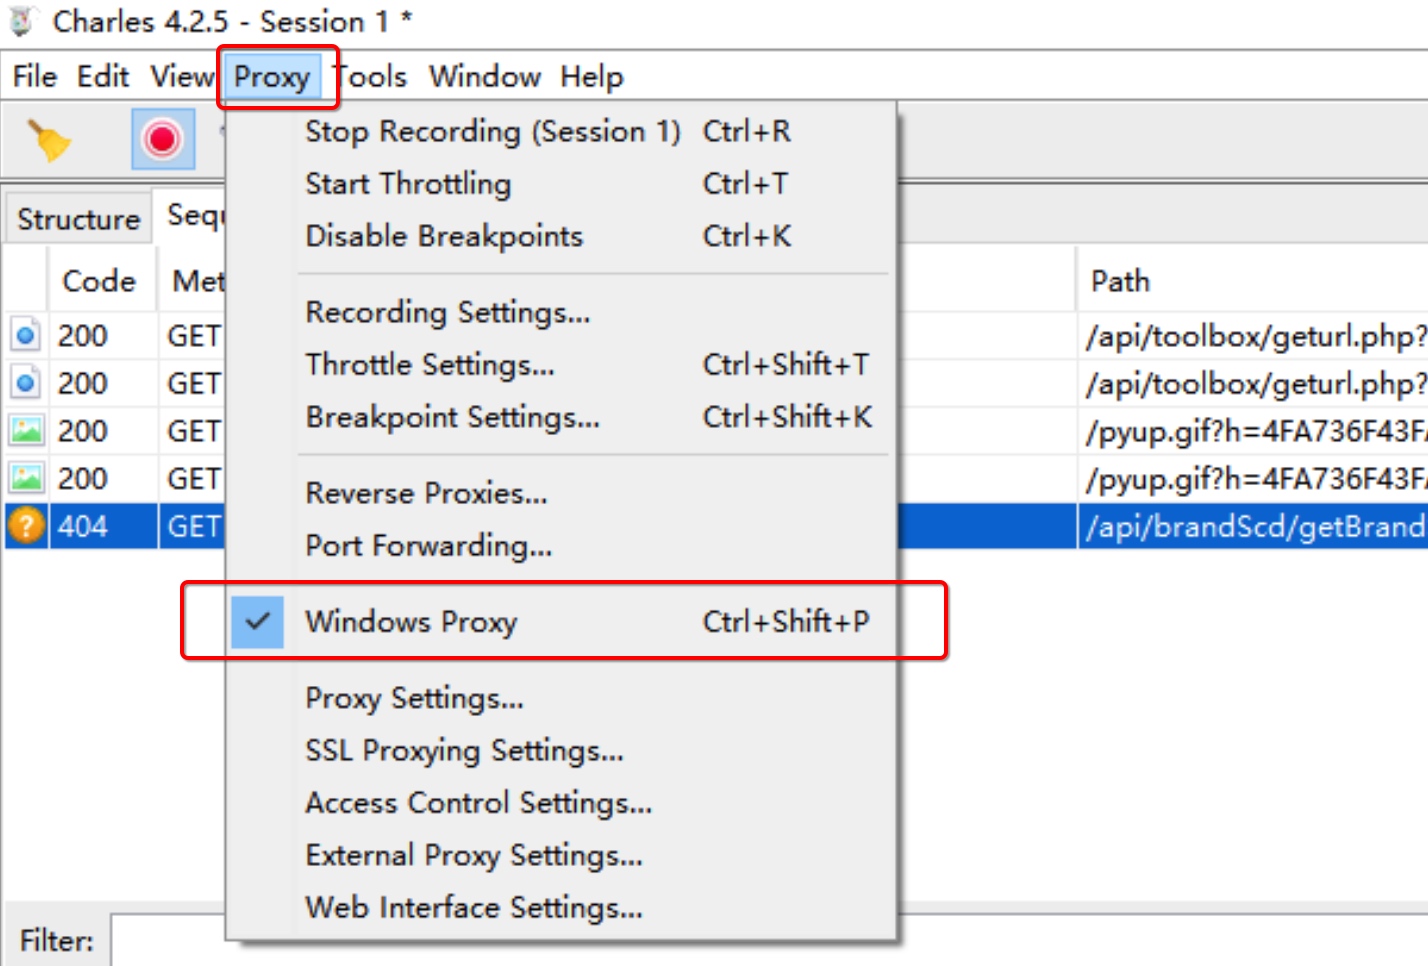 Charles 4.2.5 - Session 1 *
File Edit View Proxy Tools Window Help
Stop Recording (Session 1) Ctrl+R
Start Throttling Ctrl+T
Disable Breakpoints Ctrl+K
Recording Settings...
Throttle Settings... Ctrl+Shift+T
Breakpoint Settings... Ctrl+Shift+K
Reverse Proxies...
Port Forwarding...
Windows Proxy Ctrl+Shift+P
Proxy Settings...
SSL Proxying Settings...
Access Control Settings...
External Proxy Settings...
Web Interface Settings...
Structure Sequ
Code Met Path
200 GET /api/toolbox/geturl.php?
200 GET /api/toolbox/geturl.php?
200 GET /pyup.gif?h=4FA736F43F
200 GET /pyup.gif?h=4FA736F43F
404 GET /api/brandScd/getBrand
Filter: